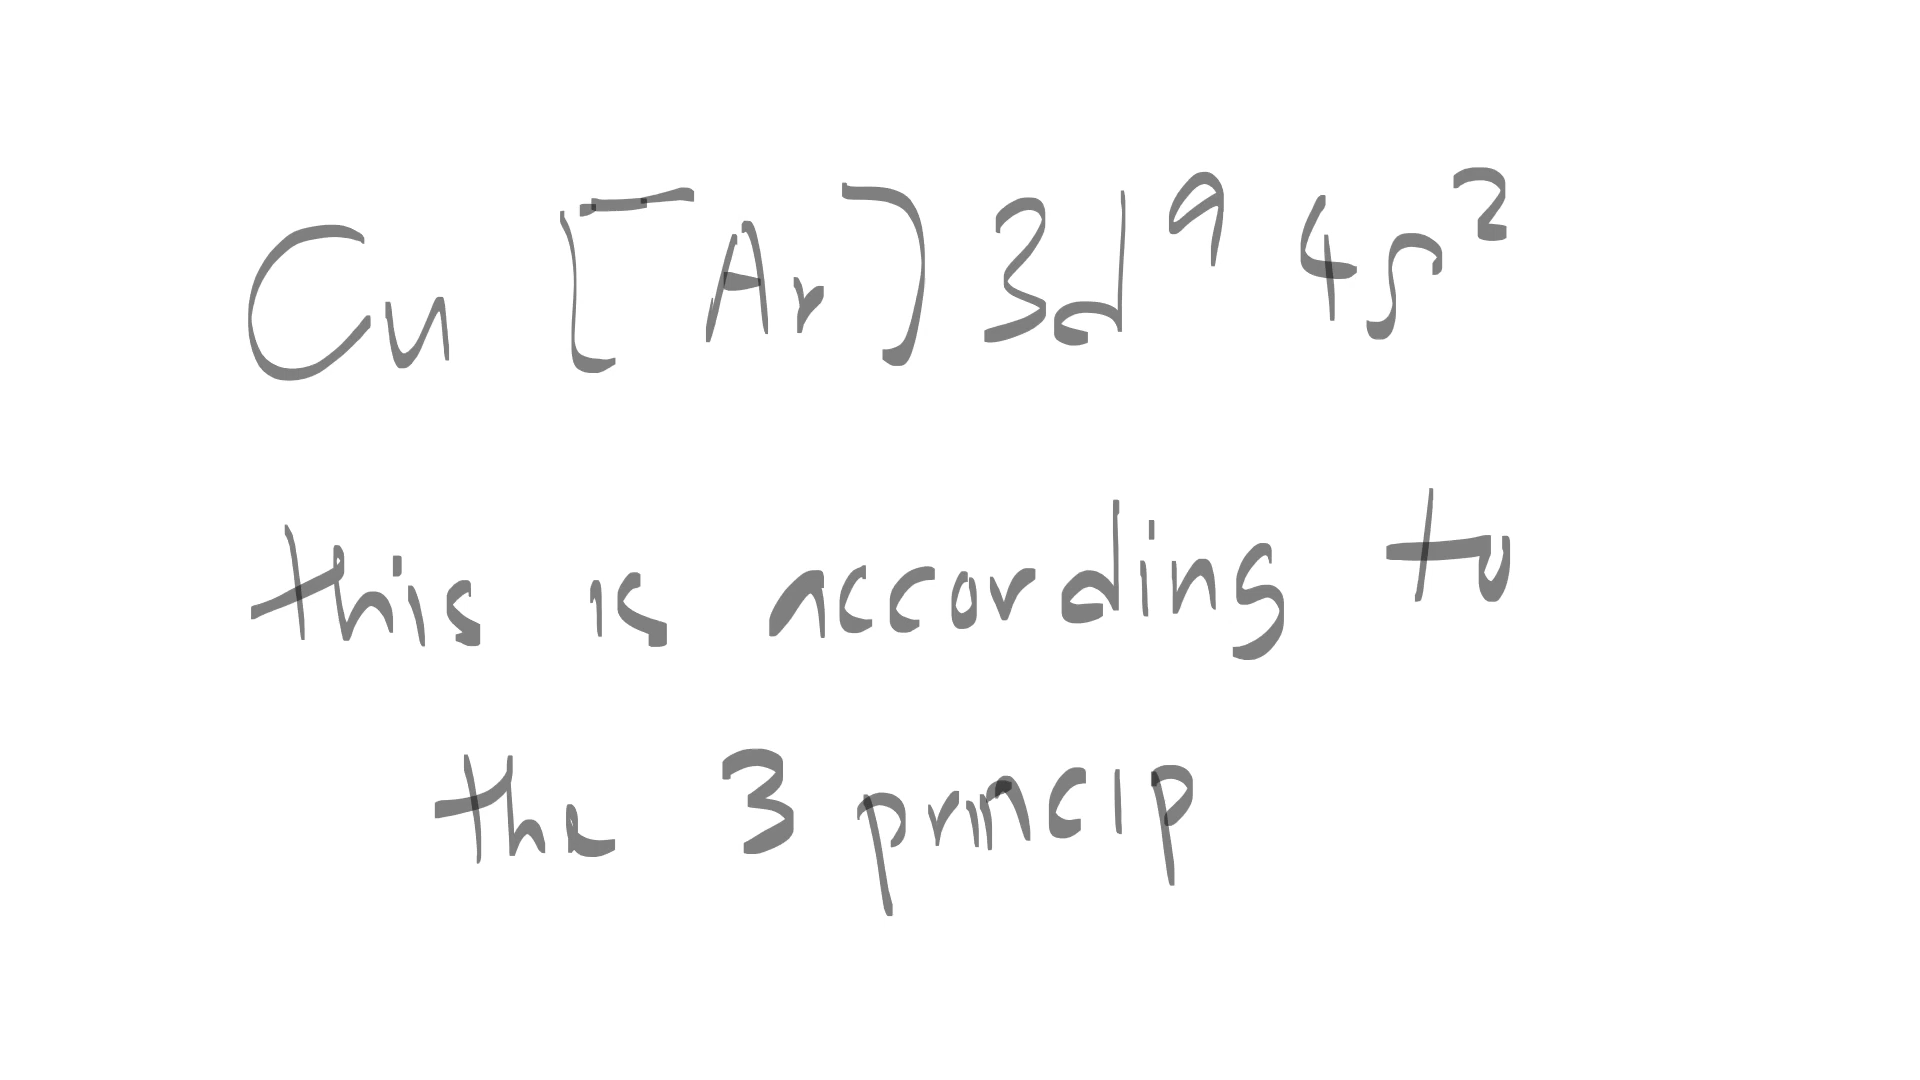 Cu [Ar] 3d⁹ 4s²
this is according to
the 3 princip